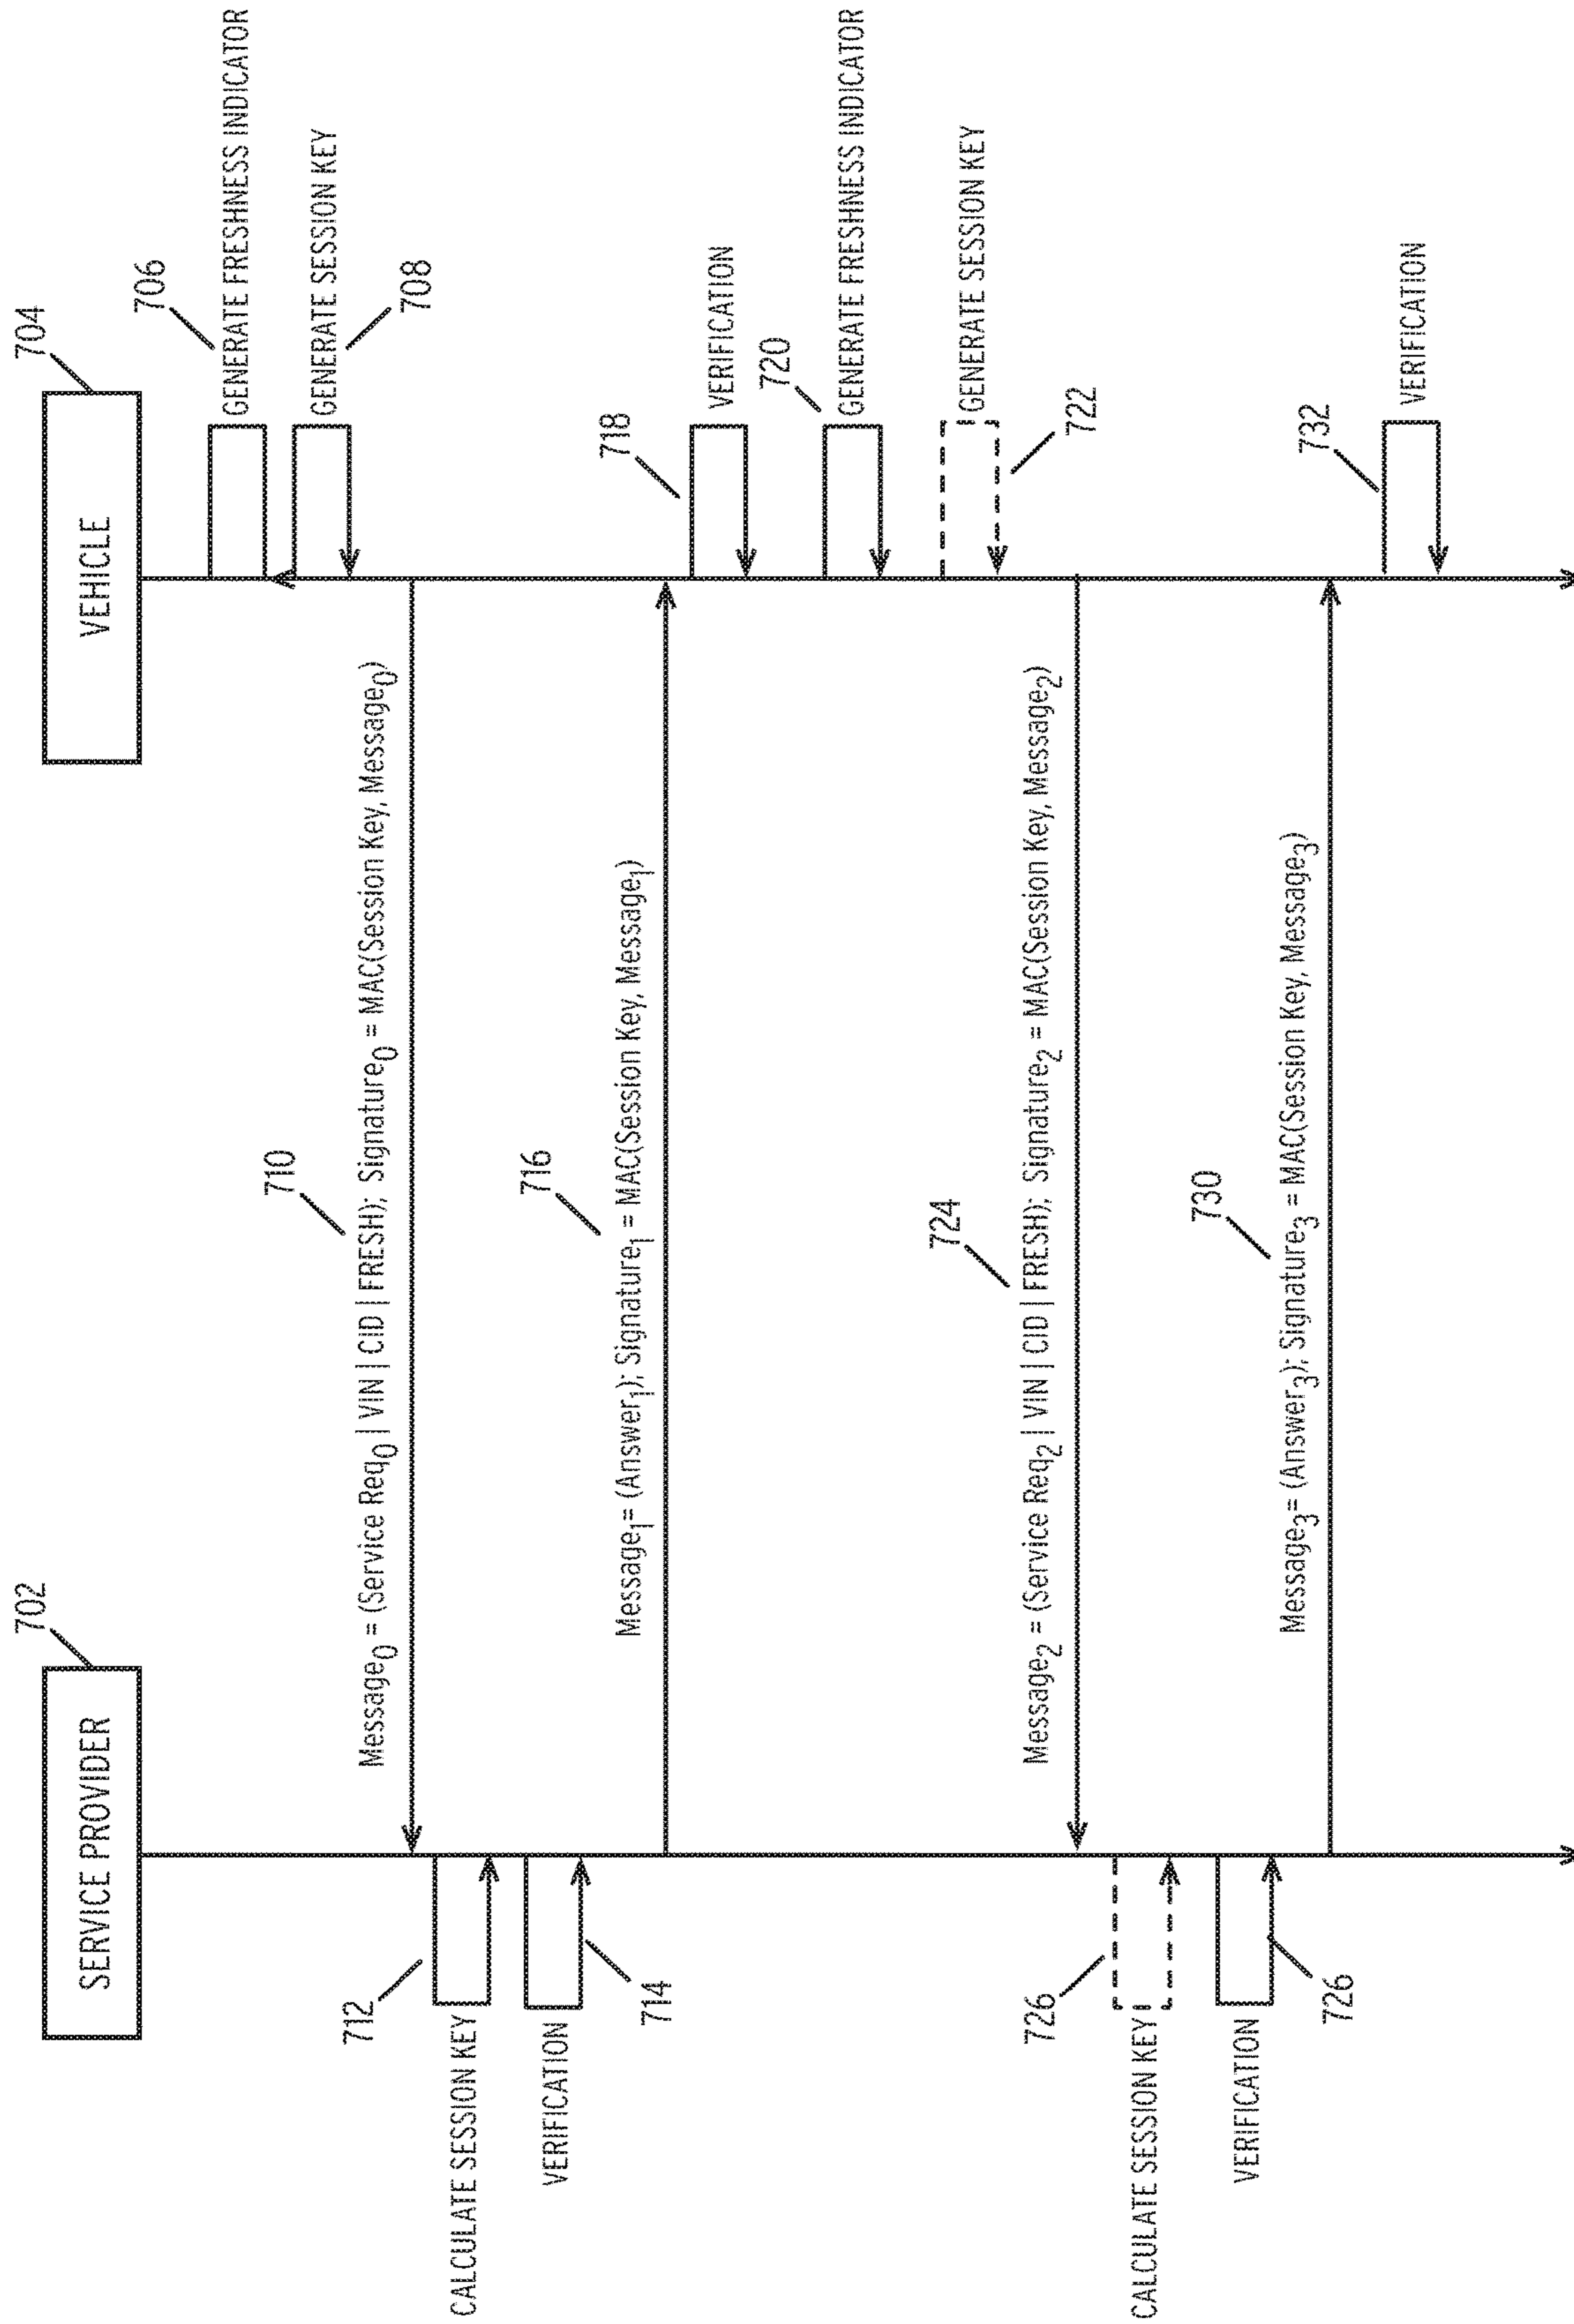 702
704
SERVICE PROVIDER
VEHICLE
706
GENERATE FRESHNESS INDICATOR
GENERATE SESSION KEY
708
710
Message0 = (Service Req0 | VIN | CID | FRESH); Signature0 = MAC(Session Key, Message0)
712
CALCULATE SESSION KEY
VERIFICATION
714
716
Message1= (Answer1); Signature1 = MAC(Session Key, Message1)
718
VERIFICATION
720
GENERATE FRESHNESS INDICATOR
GENERATE SESSION KEY
722
724
Message2 = (Service Req2 | VIN | CID | FRESH); Signature2 = MAC(Session Key, Message2)
726
CALCULATE SESSION KEY
VERIFICATION
726
730
Message3= (Answer3); Signature3 = MAC(Session Key, Message3)
732
VERIFICATION